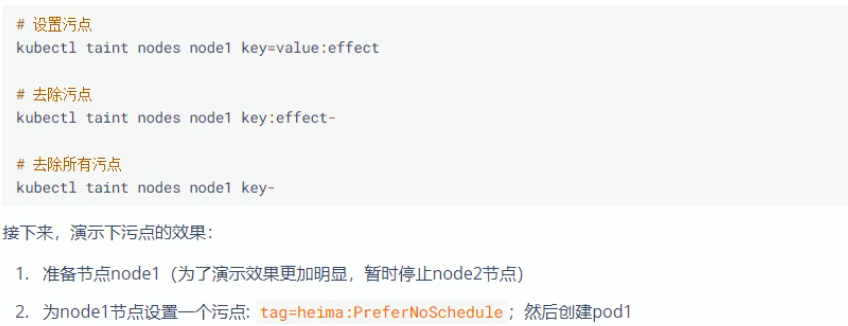 # 设置污点
kubectl taint nodes node1 key=value:effect
# 去除污点
kubectl taint nodes node1 key:effect-
# 去除所有污点
kubectl taint nodes node1 key-
接下来，演示下污点的效果：
1. 准备节点node1（为了演示效果更加明显，暂时停止node2节点）
2. 为node1节点设置一个污点: tag=heima:PreferNoSchedule；然后创建pod1